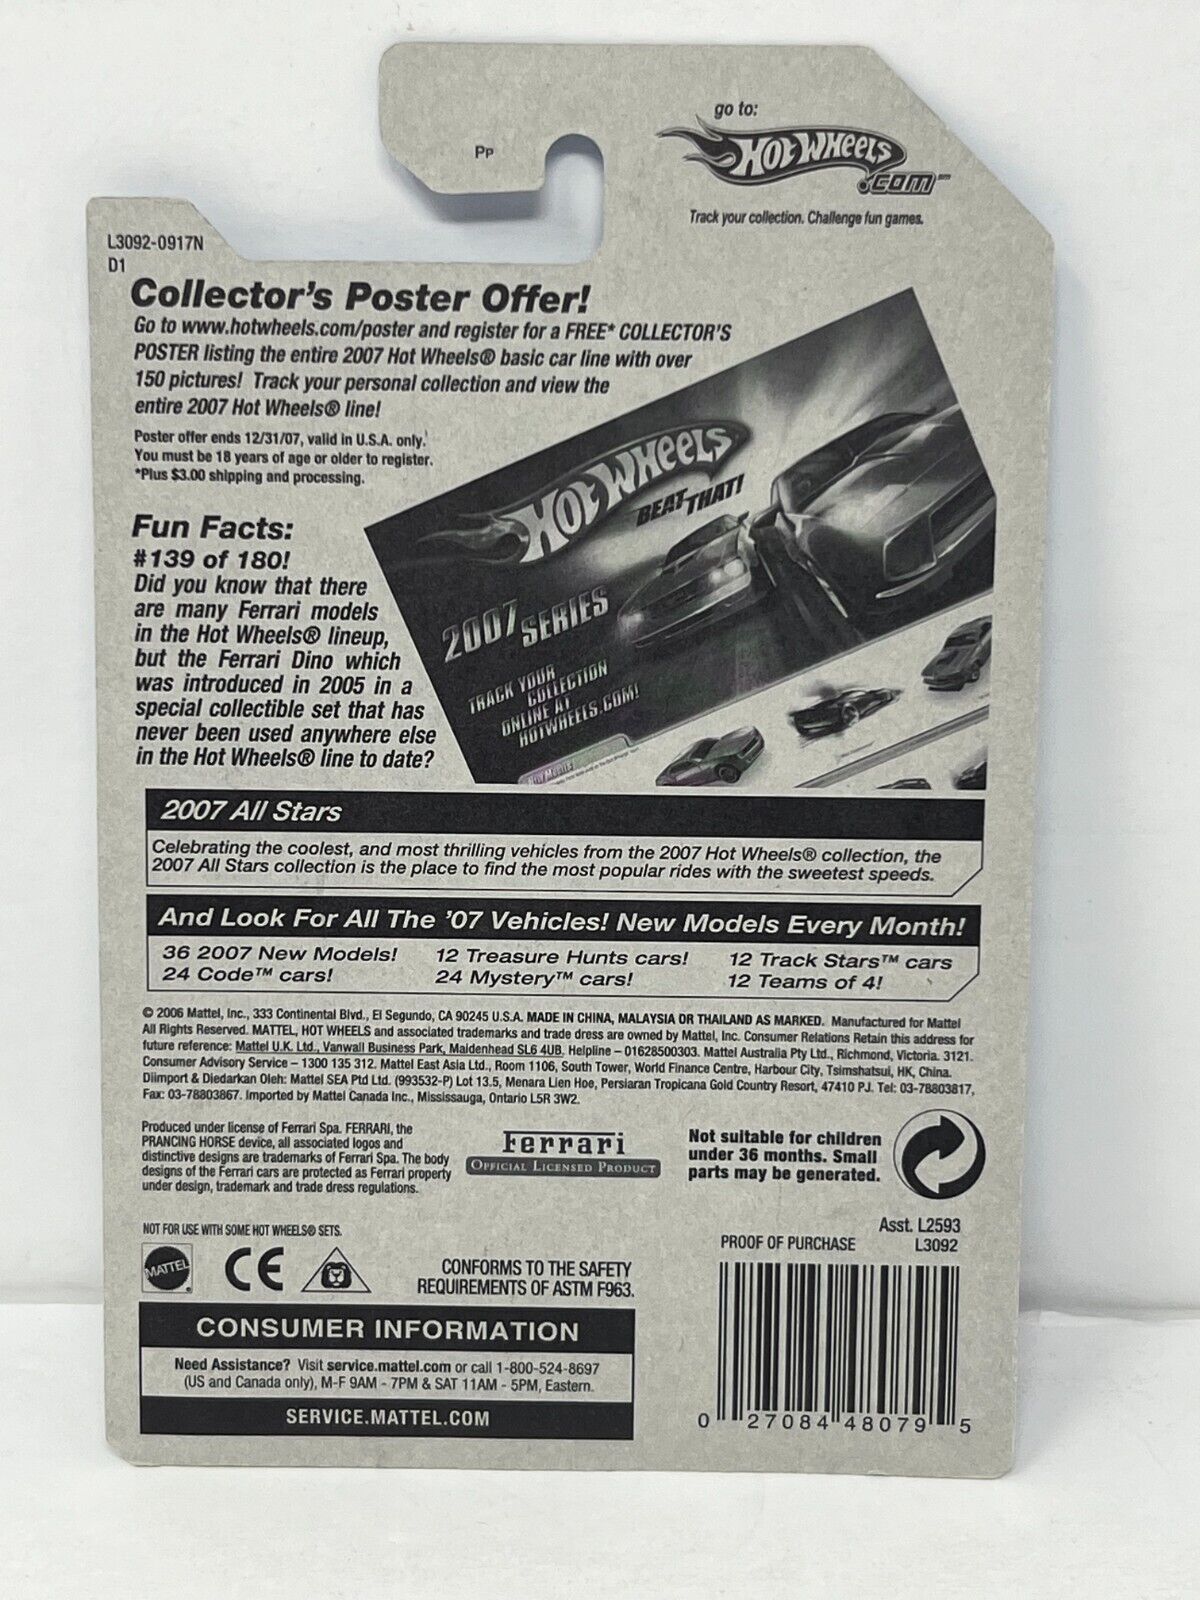 go to:
Hot Wheels
.com℠
Track your collection. Challenge fun games.
Pp
L3092-0917N
D1
Collector's Poster Offer!
Go to www.hotwheels.com/poster and register for a FREE* COLLECTOR'S
POSTER listing the entire 2007 Hot Wheels® basic car line with over
150 pictures! Track your personal collection and view the
entire 2007 Hot Wheels® line!
Poster offer ends 12/31/07, valid in U.S.A. only.
You must be 18 years of age or older to register.
*Plus $3.00 shipping and processing.
Hot Wheels
BEAT THAT!
2007 SERIES
TRACK YOUR
COLLECTION
ONLINE AT
HOTWHEELS.COM!
Fun Facts:
#139 of 180!
Did you know that there
are many Ferrari models
in the Hot Wheels® lineup,
but the Ferrari Dino which
was introduced in 2005 in a
special collectible set that has
never been used anywhere else
in the Hot Wheels® line to date?
2007 All Stars
Celebrating the coolest, and most thrilling vehicles from the 2007 Hot Wheels® collection, the
2007 All Stars collection is the place to find the most popular rides with the sweetest speeds.
And Look For All The '07 Vehicles! New Models Every Month!
36 2007 New Models! 12 Treasure Hunts cars! 12 Track Stars™ cars
24 Code™ cars! 24 Mystery™ cars! 12 Teams of 4!
© 2006 Mattel, Inc., 333 Continental Blvd., El Segundo, CA 90245 U.S.A. MADE IN CHINA, MALAYSIA OR THAILAND AS MARKED. Manufactured for Mattel
All Rights Reserved. MATTEL, HOT WHEELS and associated trademarks and trade dress are owned by Mattel, Inc. Consumer Relations Retain this address for
future reference: Mattel U.K. Ltd., Vanwall Business Park, Maidenhead SL6 4UB. Helpline – 01628500303. Mattel Australia Pty Ltd., Richmond, Victoria. 3121.
Consumer Advisory Service – 1300 135 312. Mattel East Asia Ltd., Room 1106, South Tower, World Finance Centre, Harbour City, Tsimshatsui, HK, China.
Diimport & Diedarkan Oleh: Mattel SEA Ptd Ltd. (993532-P) Lot 13.5, Menara Lien Hoe, Persiaran Tropicana Gold Country Resort, 47410 PJ. Tel: 03-78803817,
Fax: 03-78803867. Imported by Mattel Canada Inc., Mississauga, Ontario L5R 3W2.
Produced under license of Ferrari Spa. FERRARI, the
PRANCING HORSE device, all associated logos and
distinctive designs are trademarks of Ferrari Spa. The body
designs of the Ferrari cars are protected as Ferrari property
under design, trademark and trade dress regulations.
Ferrari
OFFICIAL LICENSED PRODUCT
Not suitable for children
under 36 months. Small
parts may be generated.
NOT FOR USE WITH SOME HOT WHEELS® SETS.
MATTEL
CE
CONFORMS TO THE SAFETY
REQUIREMENTS OF ASTM F963.
Asst. L2593
PROOF OF PURCHASE L3092
CONSUMER INFORMATION
Need Assistance? Visit service.mattel.com or call 1-800-524-8697
(US and Canada only), M-F 9AM - 7PM & SAT 11AM - 5PM, Eastern.
SERVICE.MATTEL.COM
0 27084 48079 5